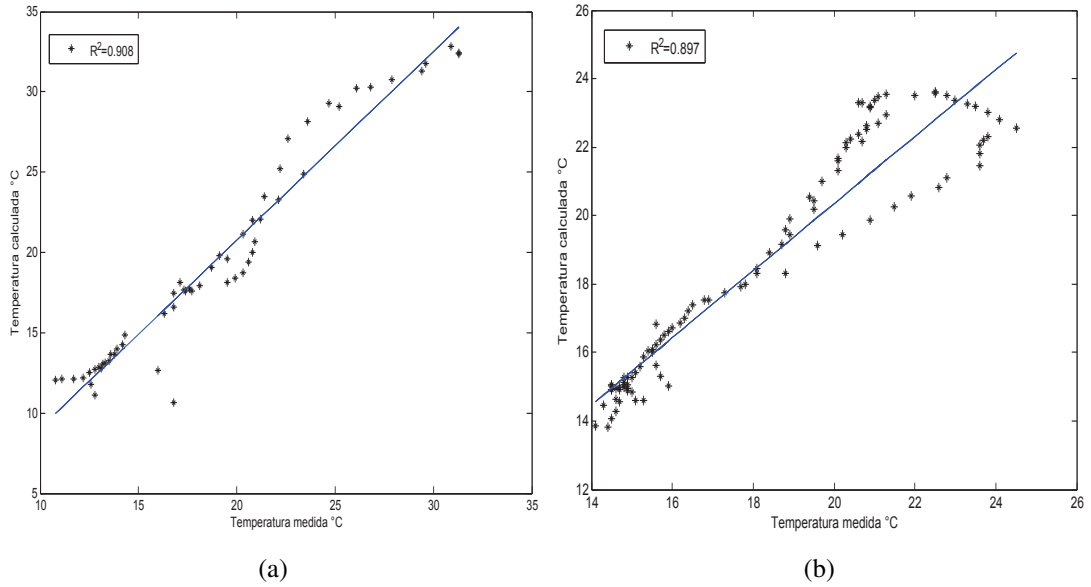 35
30
25
20
15
10
5
Temperatura calculada °C
R²=0.908
10 15 20 25 30 35
Temperatura medida °C
(a)
26
24
22
20
18
16
14
12
Temperatura calculada °C
R²=0.897
14 16 18 20 22 24 26
Temperatura medida °C
(b)